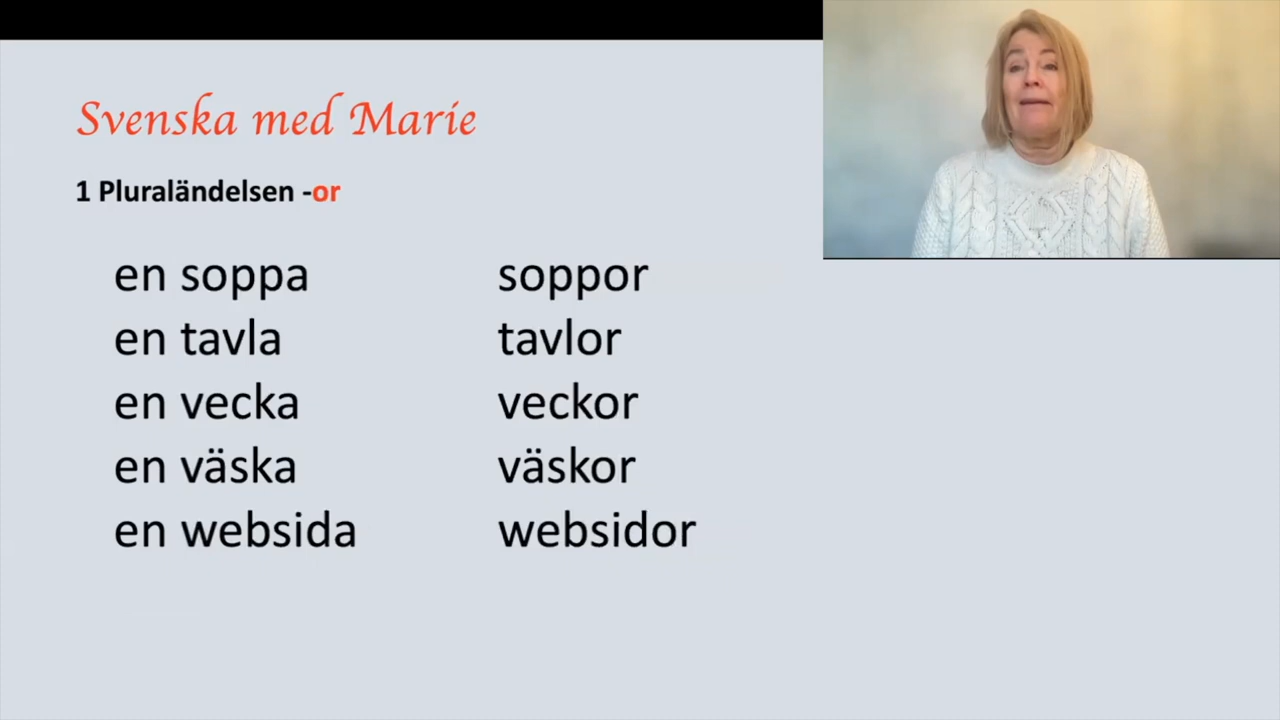 Svenska med Marie
1 Pluraländelsen -or
en soppa soppor
en tavla tavlor
en vecka veckor
en väska väskor
en websida websidor